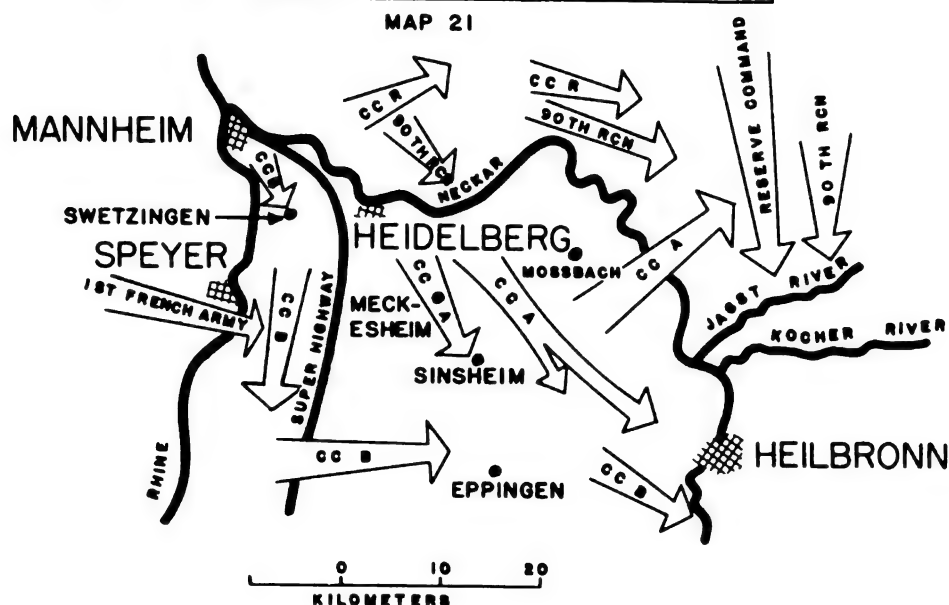 MAP 21
MANNHEIM
CC B
SWETZINGEN
SPEYER
1ST FRENCH ARMY
CC B
SUPER HIGHWAY
RHINE
CC R
90TH RCN
NECKAR
CC R
90TH RCN
RESERVE COMMAND
90 TH RCN
HEIDELBERG
MOSSBACH
CC A
JAGST RIVER
KOCHER RIVER
MECK-
ESHEIM
CC A
SINSHEIM
CC B
EPPINGEN
CC B
HEILBRONN
0 10 20
KILOMETERS